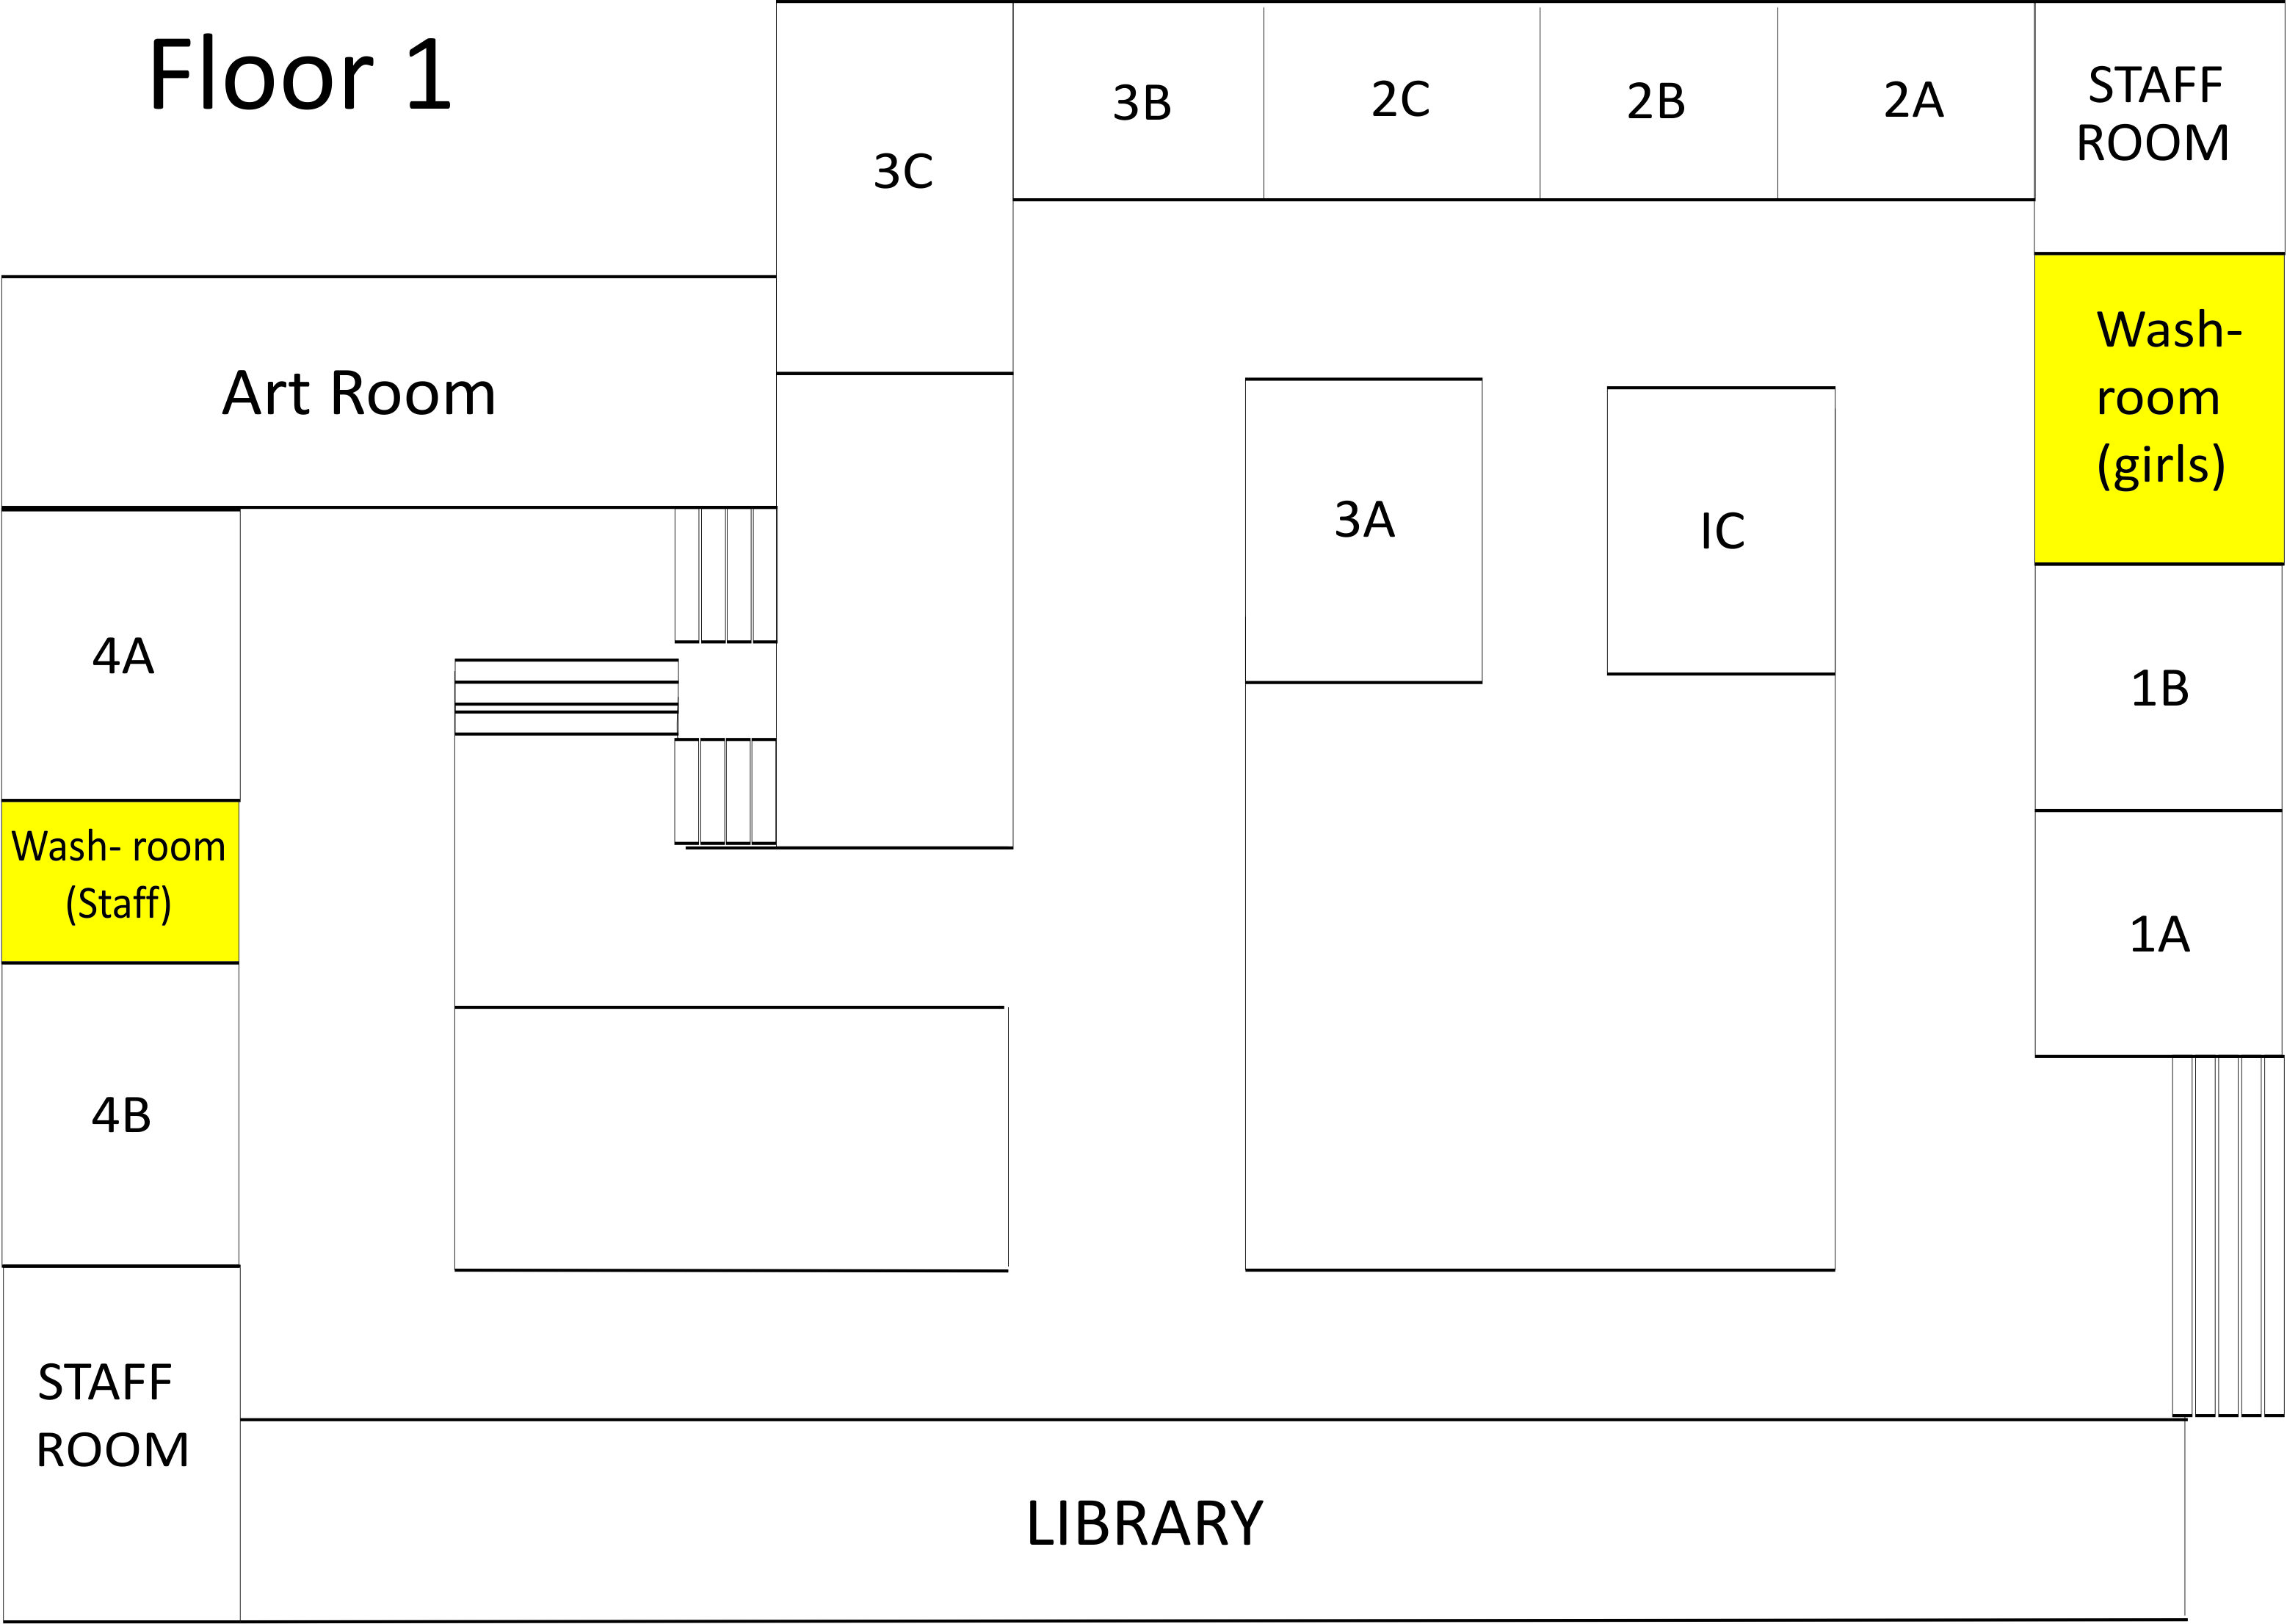 Floor 1
3C
3B
2C
2B
2A
STAFF
ROOM
Art Room
Wash-
room
(girls)
3A
IC
4A
1B
Wash- room
(Staff)
1A
4B
STAFF
ROOM
LIBRARY